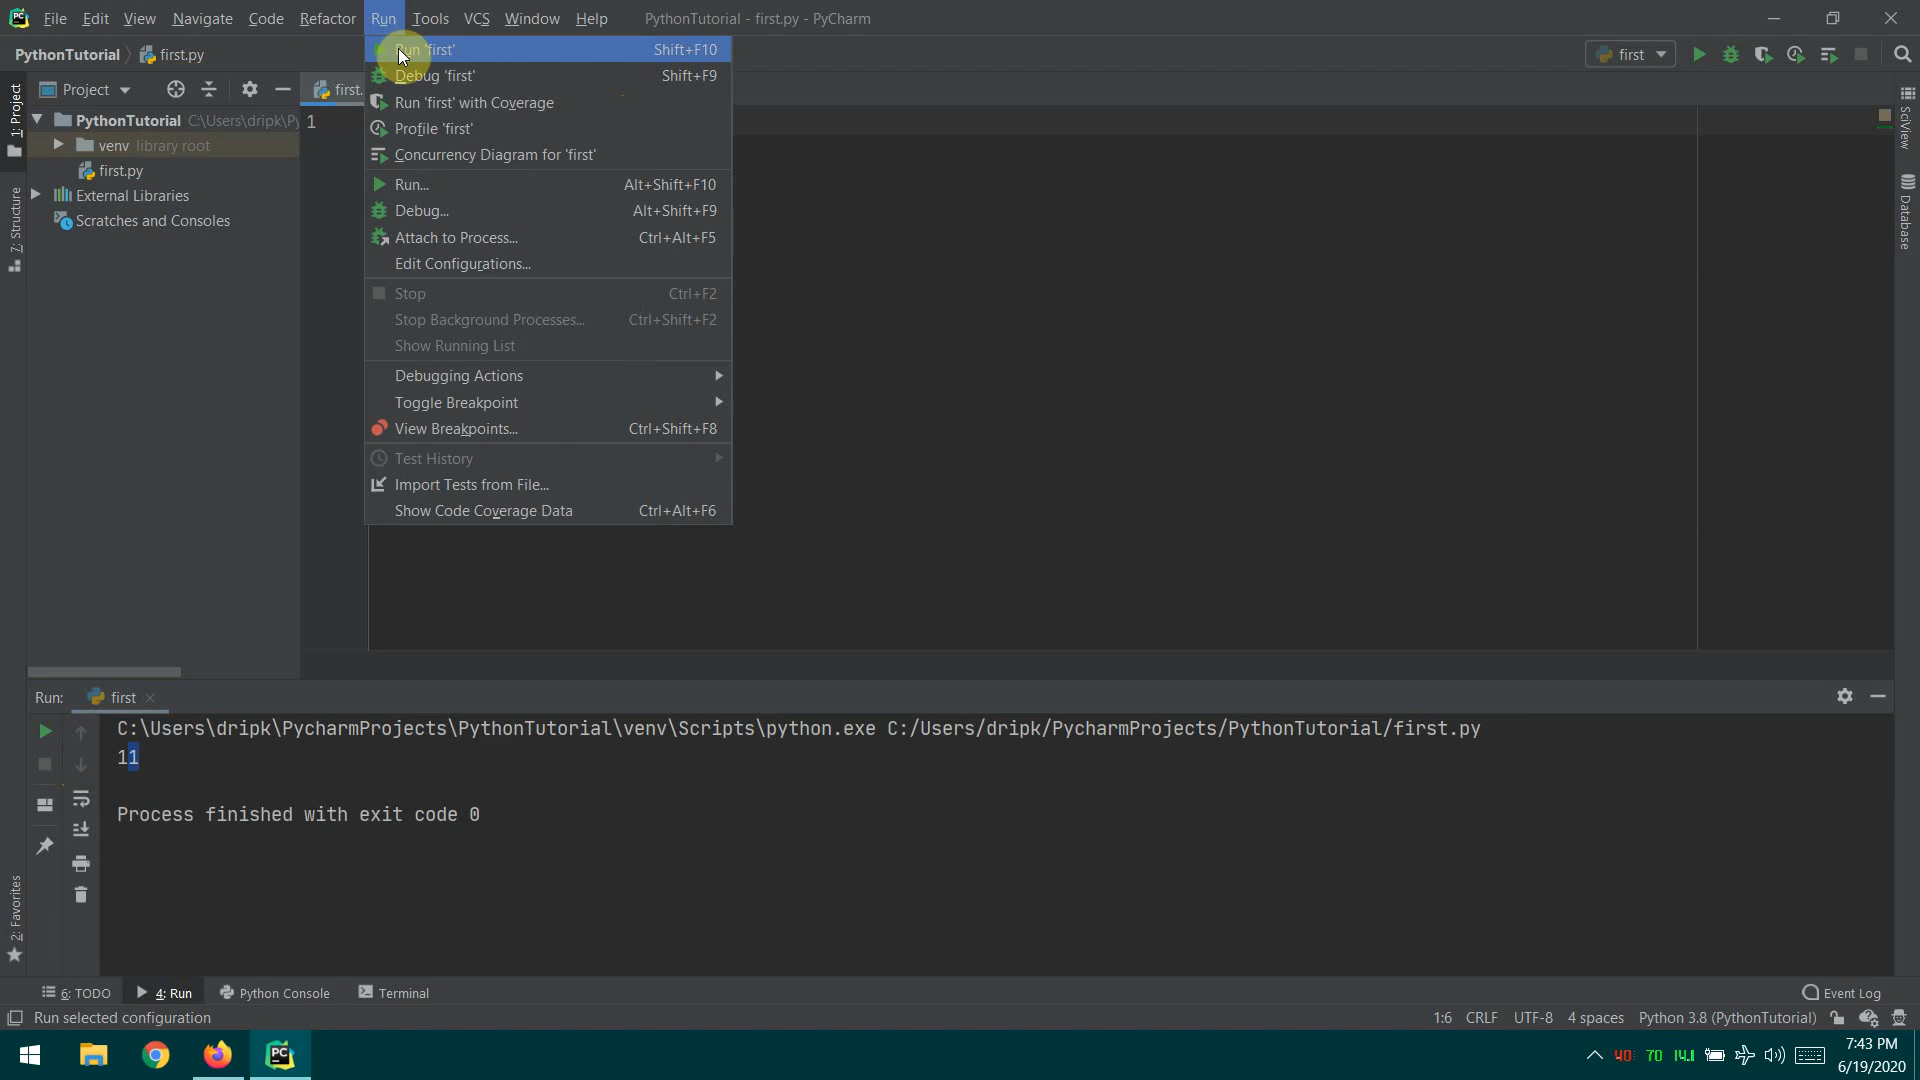 File Edit View Navigate Code Refactor Run Tools VCS Window Help PythonTutorial - first.py - PyCharm
PythonTutorial first.py
first
Project
first.
1: Project
7: Structure
2: Favorites
PythonTutorial C:\Users\dripk\Py
venv library root
first.py
External Libraries
Scratches and Consoles
1
Run 'first' Shift+F10
Debug 'first' Shift+F9
Run 'first' with Coverage
Profile 'first'
Concurrency Diagram for 'first'
Run... Alt+Shift+F10
Debug... Alt+Shift+F9
Attach to Process... Ctrl+Alt+F5
Edit Configurations...
Stop Ctrl+F2
Stop Background Processes... Ctrl+Shift+F2
Show Running List
Debugging Actions
Toggle Breakpoint
View Breakpoints... Ctrl+Shift+F8
Test History
Import Tests from File...
Show Code Coverage Data Ctrl+Alt+F6
SciView
Database
Run: first
C:\Users\dripk\PycharmProjects\PythonTutorial\venv\Scripts\python.exe C:/Users/dripk/PycharmProjects/PythonTutorial/first.py
11
Process finished with exit code 0
6: TODO 4: Run Python Console Terminal Event Log
Run selected configuration 1:6 CRLF UTF-8 4 spaces Python 3.8 (PythonTutorial)
PC
40 70 14.1 7:43 PM
6/19/2020